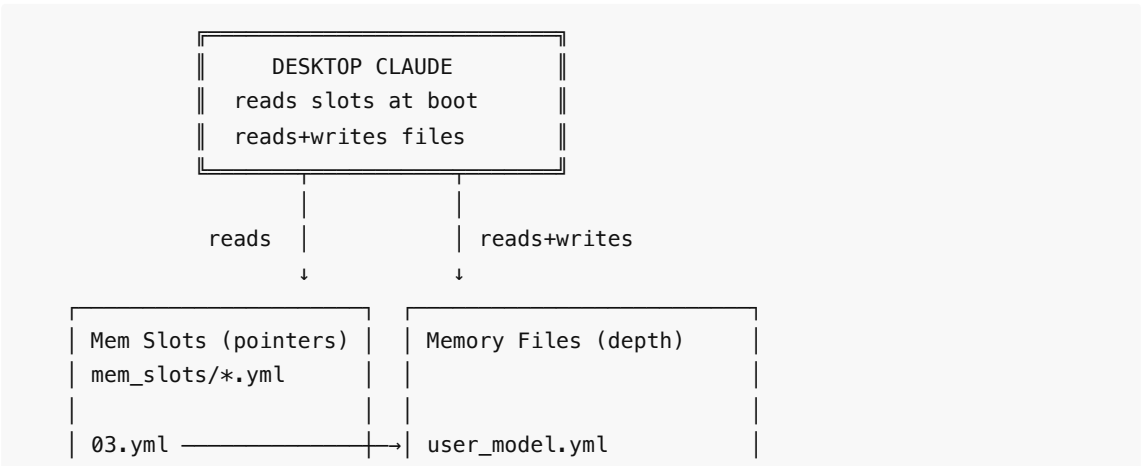 DESKTOP CLAUDE
reads slots at boot
reads+writes files
reads reads+writes
Mem Slots (pointers) Memory Files (depth)
mem_slots/*.yml
03.yml user_model.yml